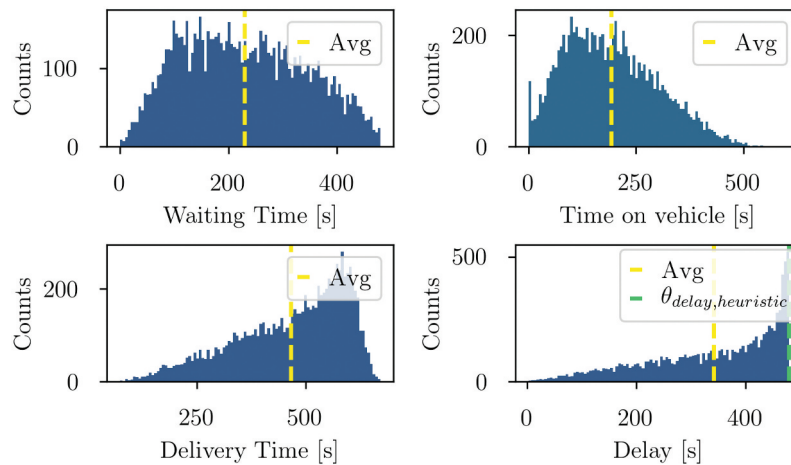 Counts
100
0
Avg
0
200
400
Waiting Time [s]
Counts
200
0
Avg
0
250
500
Time on vehicle [s]
Counts
200
0
Avg
250
500
Delivery Time [s]
Counts
500
0
Avg
θdelay,heuristic
0
200
400
Delay [s]